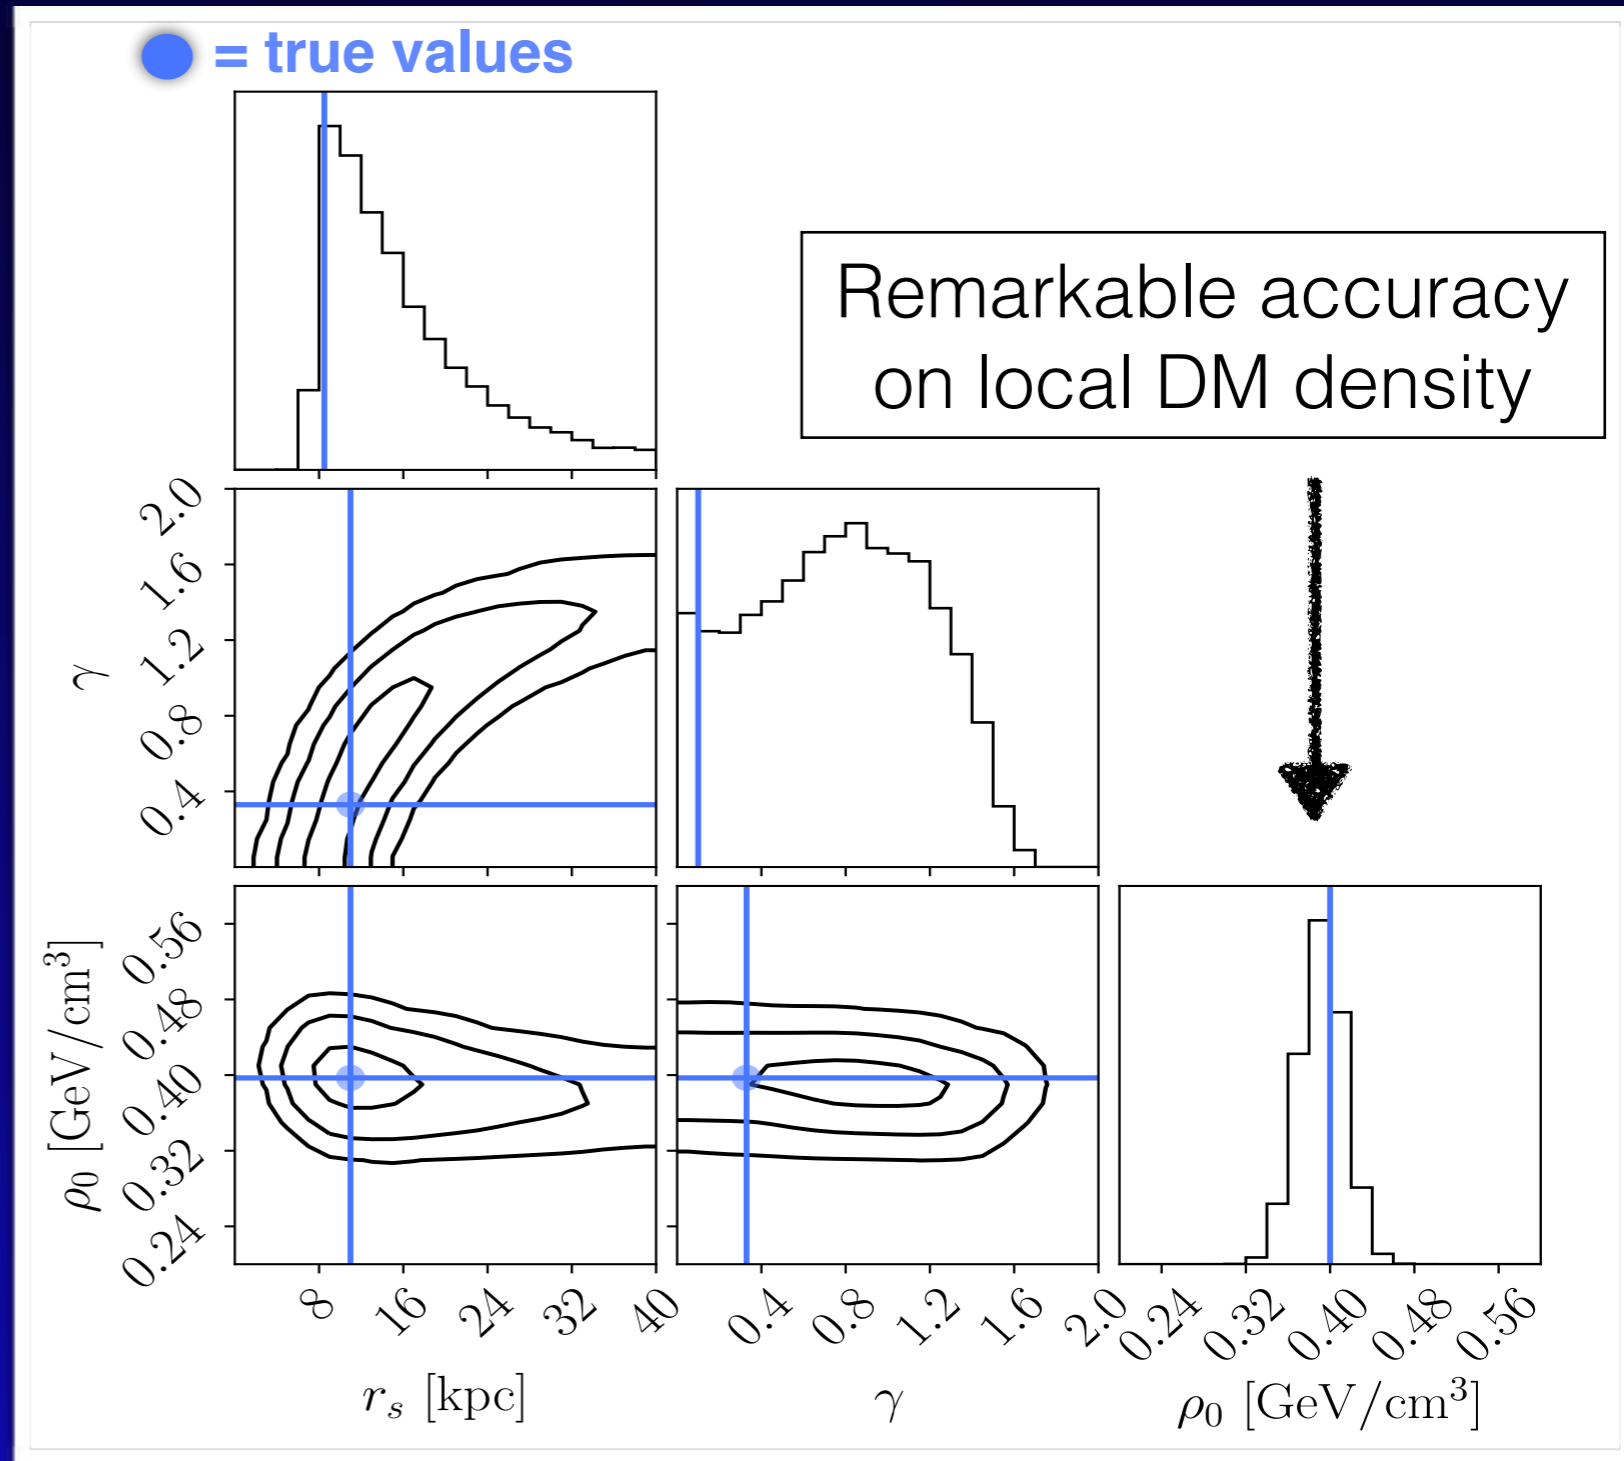 = true values
Remarkable accuracy
on local DM density
2.0
1.6
1.2
0.8
0.4
γ
0.56
0.48
0.40
0.32
0.24
ρ₀ [GeV/cm³]
8 16 24 32 40
0.4 0.8 1.2 1.6 2.0
0.24 0.32 0.40 0.48 0.56
r_s [kpc]
γ
ρ₀ [GeV/cm³]